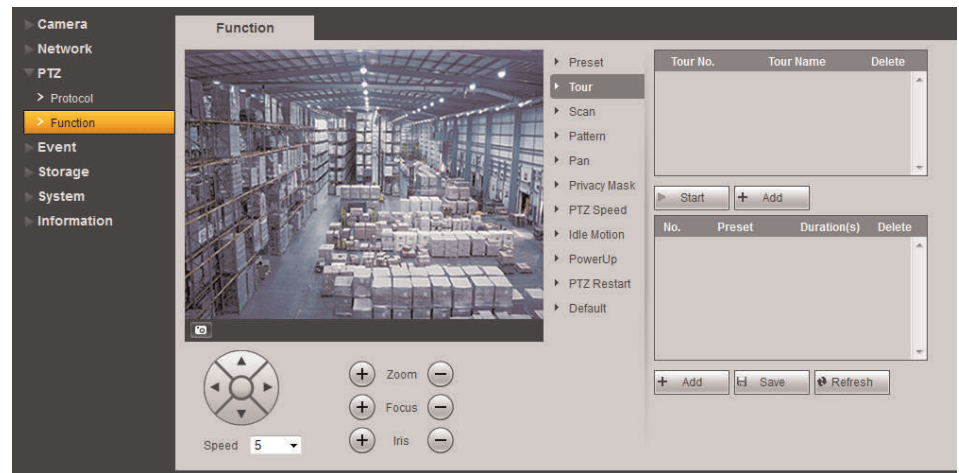 Camera
Network
PTZ
Protocol
Function
Event
Storage
System
Information
Function
Preset
Tour
Scan
Pattern
Pan
Privacy Mask
PTZ Speed
Idle Motion
PowerUp
PTZ Restart
Default
Tour No. Tour Name Delete
Start + Add
No. Preset Duration(s) Delete
+ Add Save Refresh
+ Zoom −
+ Focus −
+ Iris −
Speed 5